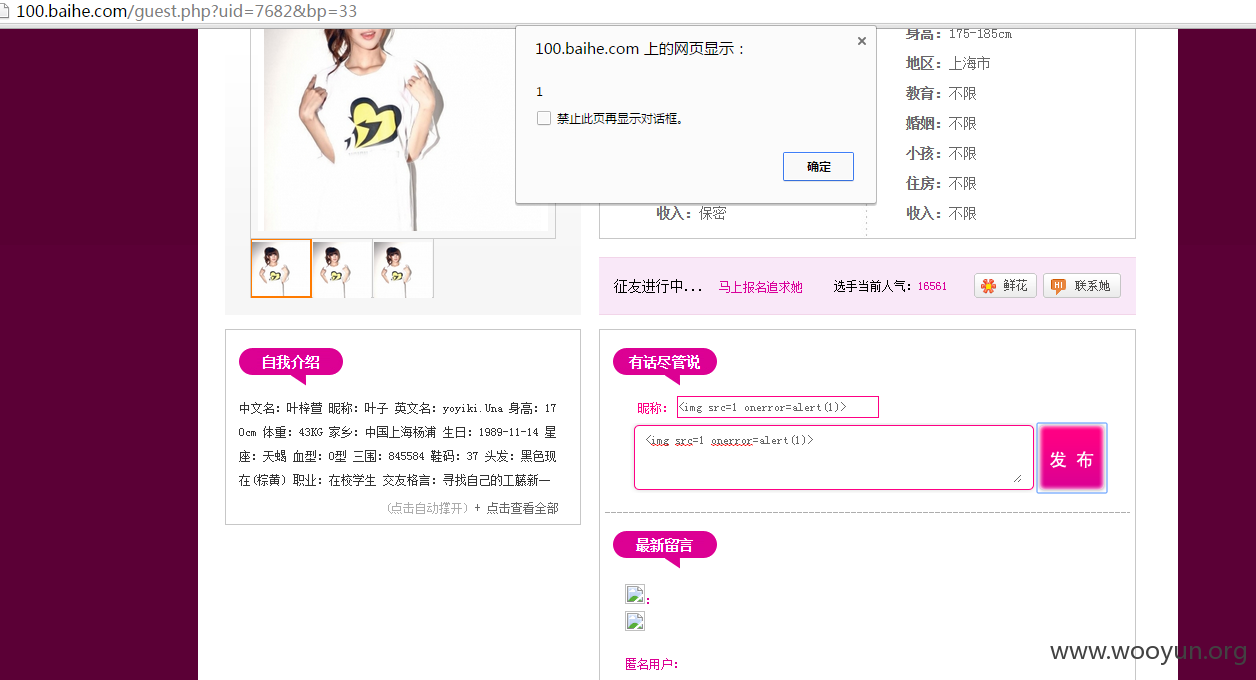 100.baihe.com/guest.php?uid=7682&bp=33
100.baihe.com 上的网页显示：
1
禁止此页再显示对话框。
确定
身高：175-185cm
地区：上海市
教育：不限
婚姻：不限
小孩：不限
住房：不限
收入：保密
收入：不限
征友进行中... 马上报名追求她 选手当前人气：16561 鲜花 联系她
自我介绍
中文名：叶梓萱 昵称：叶子 英文名：yoyiki.Una 身高：17
0cm 体重：43KG 家乡：中国上海杨浦 生日：1989-11-14 星
座：天蝎 血型：O型 三围：845584 鞋码：37 头发：黑色现
在(棕黄) 职业：在校学生 交友格言：寻找自己的工藤新一
(点击自动撑开) + 点击查看全部
有话尽管说
昵称： <img src=1 onerror=alert(1)>
<img src=1 onerror=alert(1)>
发 布
最新留言
：
匿名用户：
www.wooyun.org